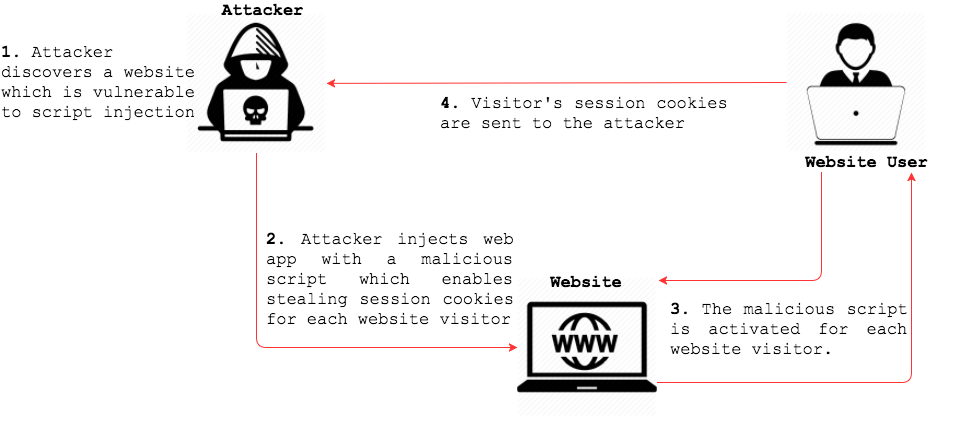 Attacker
1. Attacker
discovers a website
which is vulnerable
to script injection
4. Visitor's session cookies
are sent to the attacker
Website User
2. Attacker injects web
app with a malicious
script which enables
stealing session cookies
for each website visitor
Website
WWW
3. The malicious script
is activated for each
website visitor.